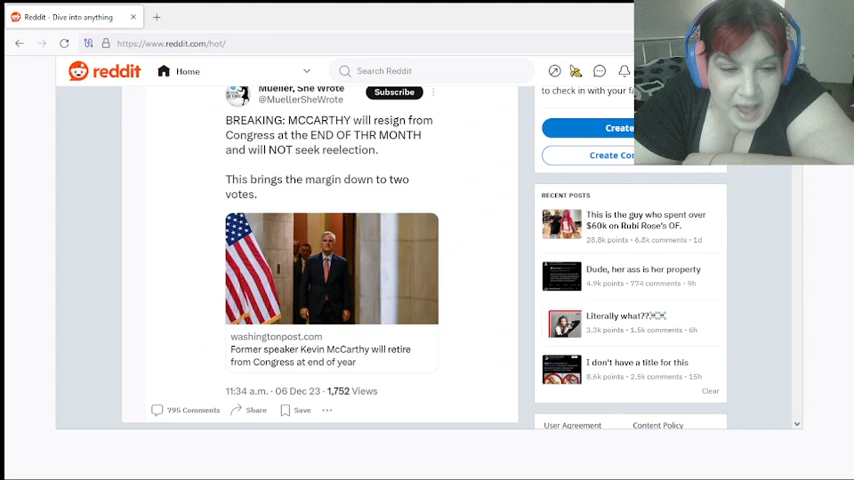 Reddit - Dive into anything
https://www.reddit.com/hot/
reddit
Home
Search Reddit
Mueller, She Wrote
@MuellerSheWrote
Subscribe
BREAKING: MCCARTHY will resign from
Congress at the END OF THR MONTH
and will NOT seek reelection.
This brings the margin down to two
votes.
washingtonpost.com
Former speaker Kevin McCarthy will retire
from Congress at end of year
11:34 a.m. · 06 Dec 23 · 1,752 Views
795 Comments
Share
Save
to check in with your fa
Create
Create Co
RECENT POSTS
This is the guy who spent over
$60k on Rubi Rose's OF.
28.8k points · 6.8k comments · 1d
Dude, her ass is her property
4.9k points · 774 comments · 9h
Literally what??☠️☠️
3.3k points · 1.5k comments · 6h
I don't have a title for this
8.6k points · 2.5k comments · 15h
Clear
User Agreement
Content Policy